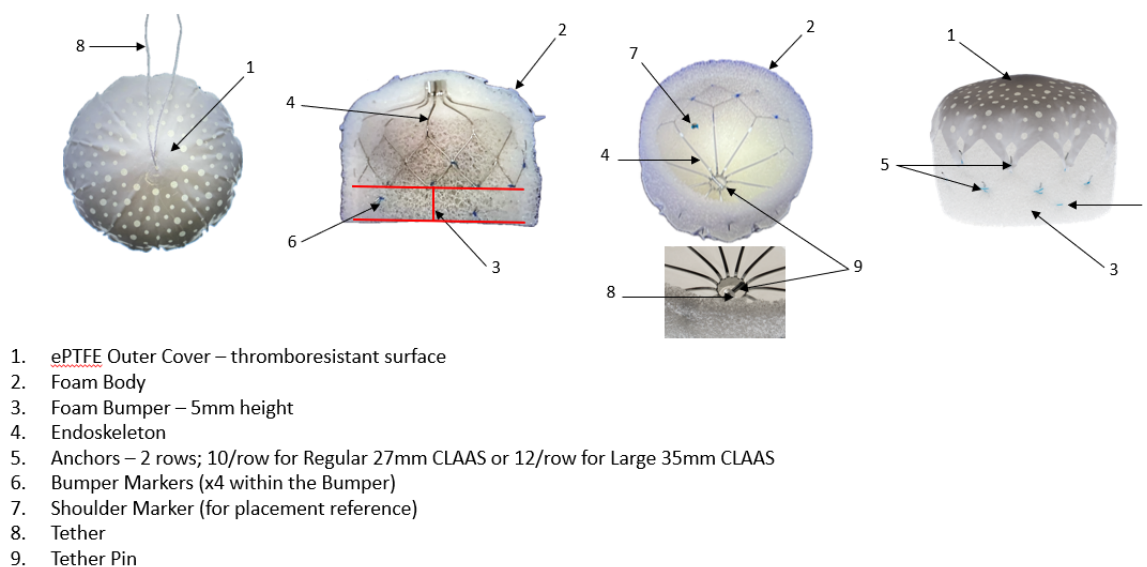 8
1
2
4
6
3
7
2
4
9
8
1
5
3
1. ePTFE Outer Cover – thromboresistant surface
2. Foam Body
3. Foam Bumper – 5mm height
4. Endoskeleton
5. Anchors – 2 rows; 10/row for Regular 27mm CLAAS or 12/row for Large 35mm CLAAS
6. Bumper Markers (x4 within the Bumper)
7. Shoulder Marker (for placement reference)
8. Tether
9. Tether Pin